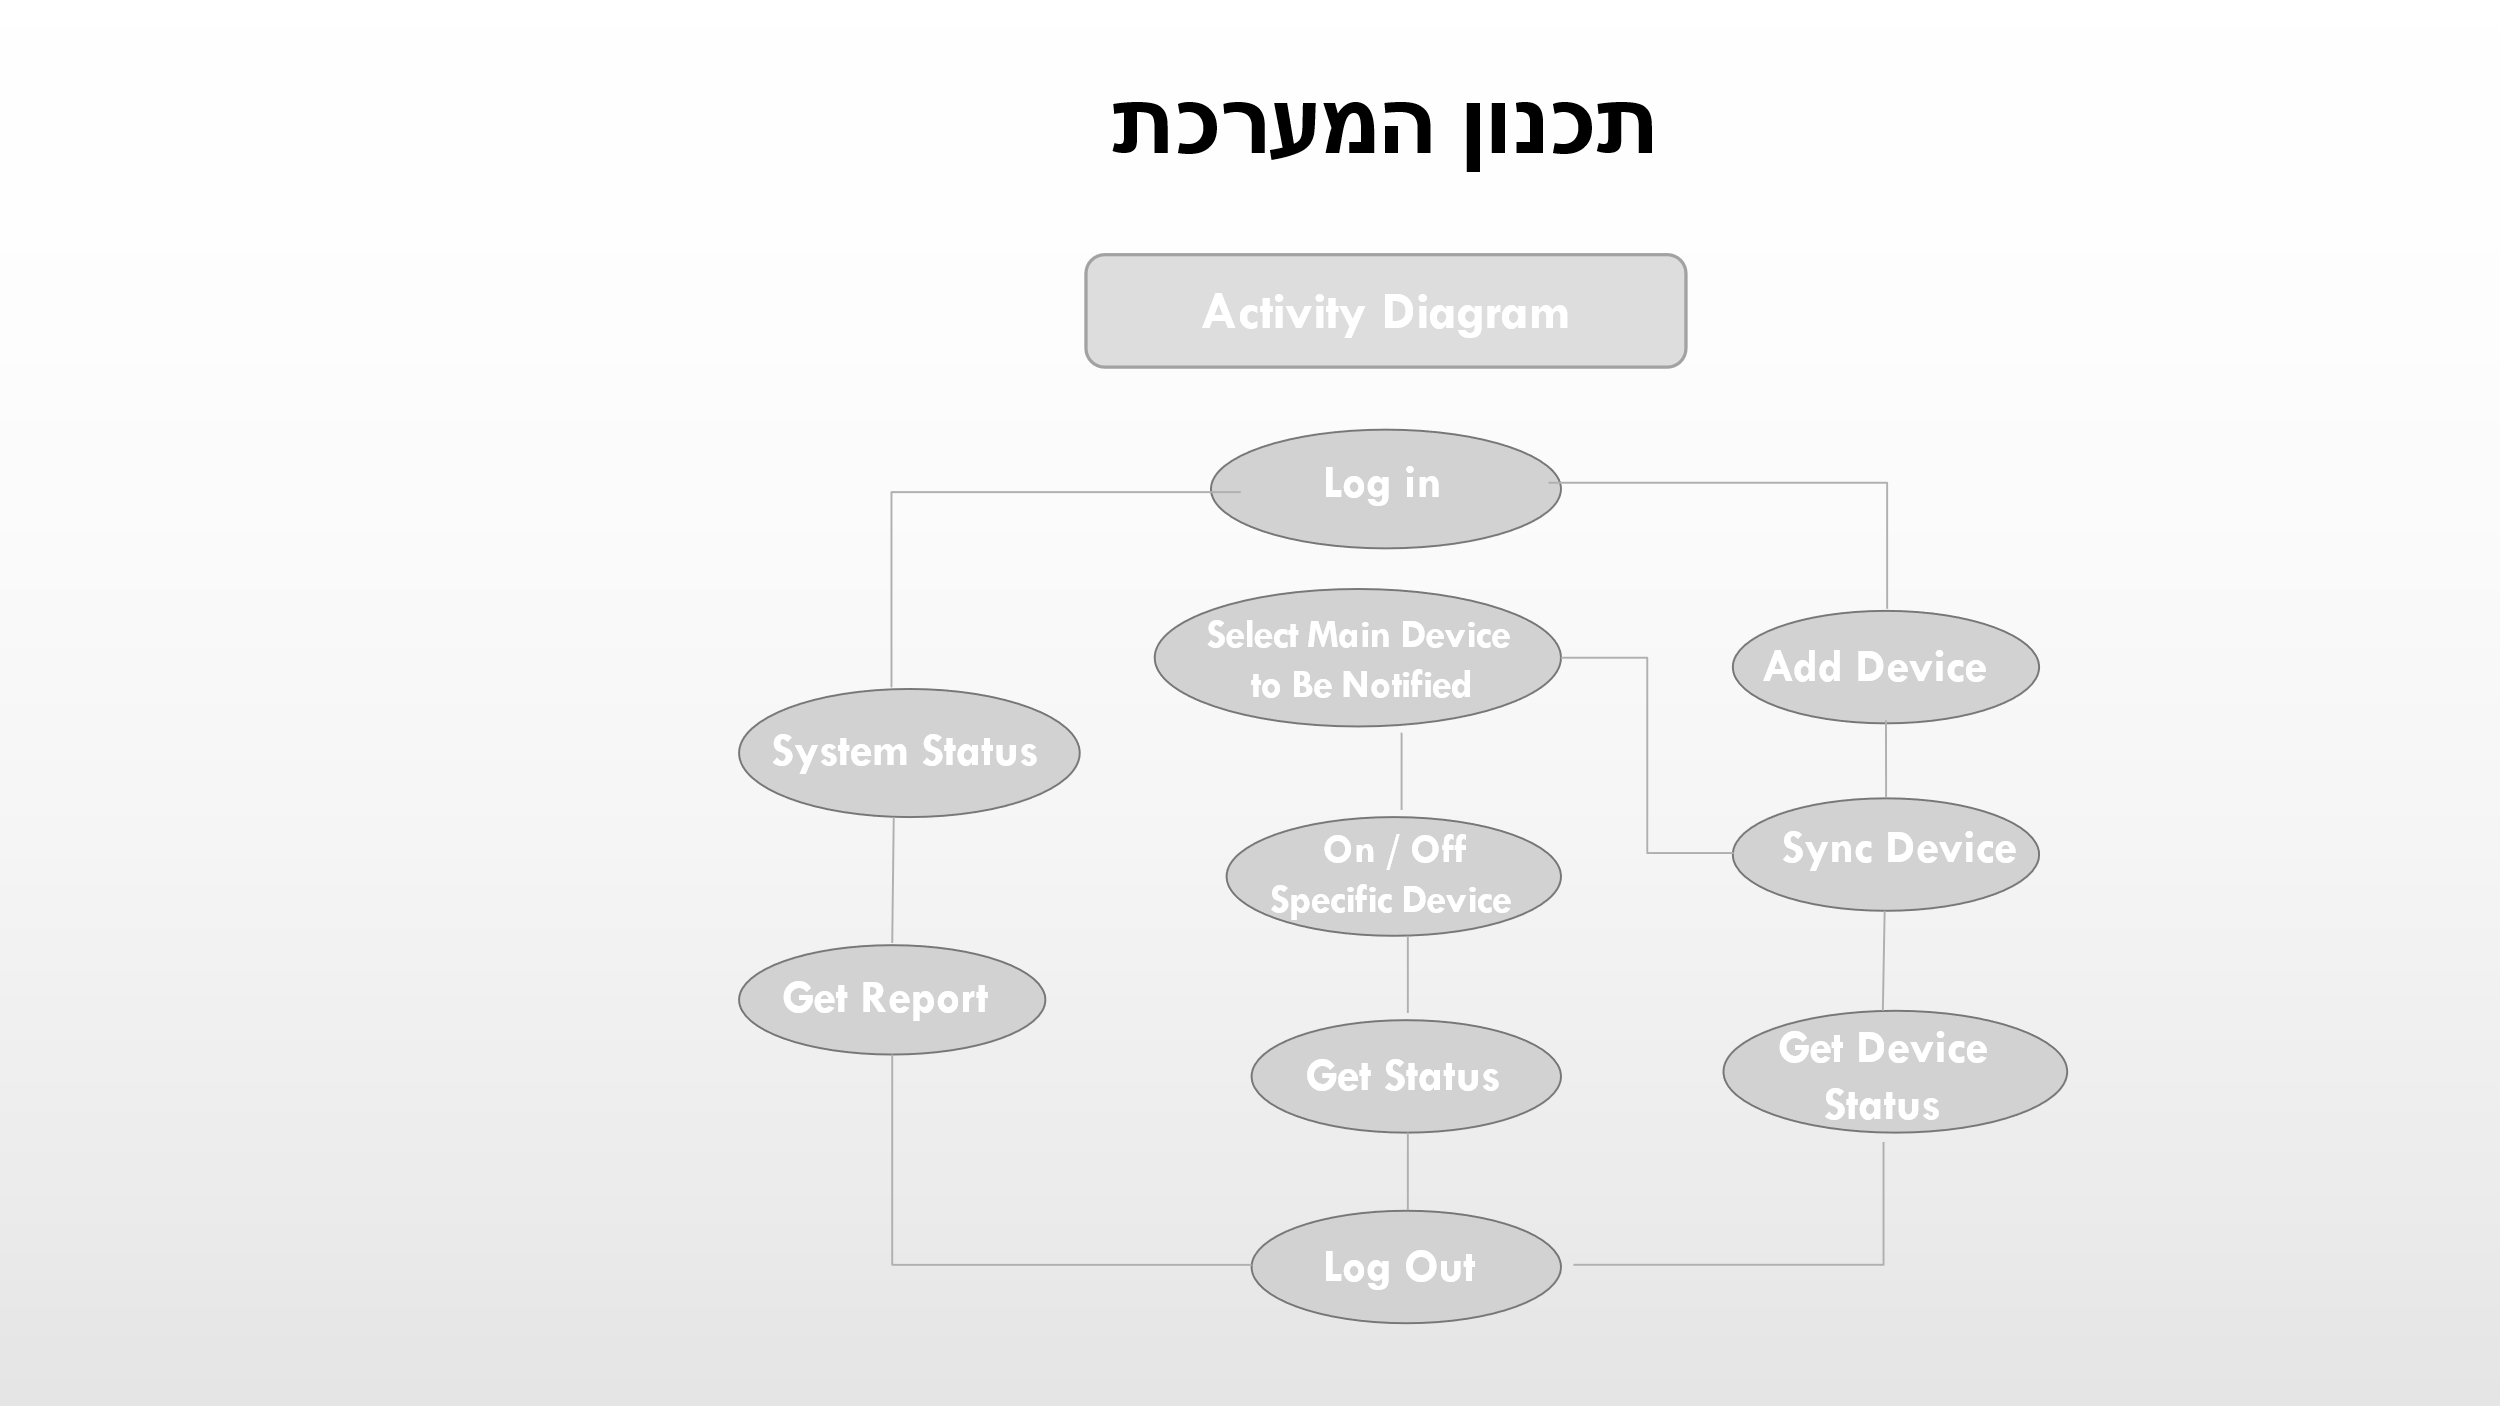 תכנון המערכת
Activity Diagram
Log in
Select Main Device
to Be Notified
Add Device
System Status
On / Off
Specific Device
Sync Device
Get Report
Get Status
Get Device
Status
Log Out